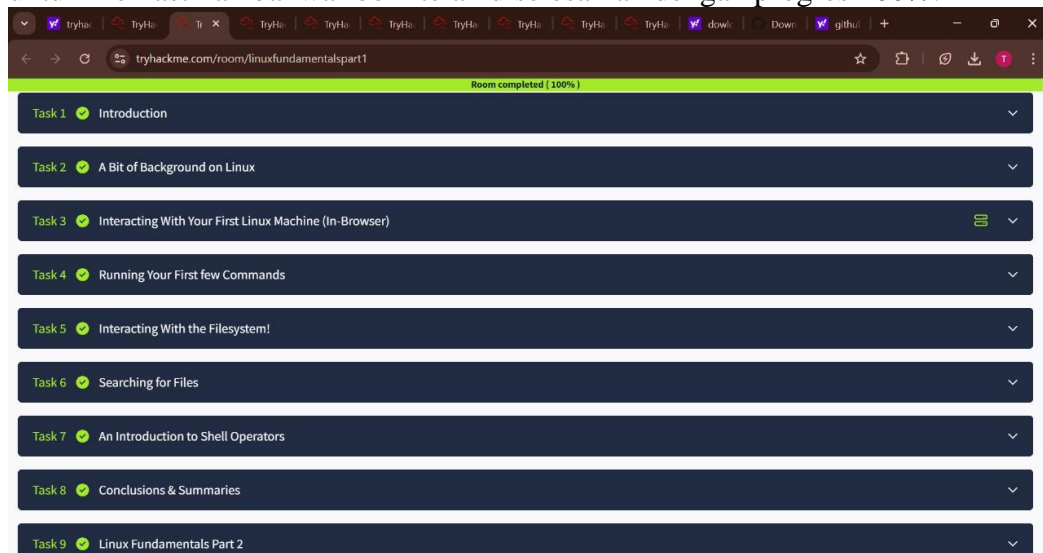 tryhac TryHa Tr TryHa TryHa TryHa TryHa TryHa TryHa TryHa dowlo Down githul
tryhackme.com/room/linuxfundamentalspart1
T
Room completed ( 100% )
Task 1 Introduction
Task 2 A Bit of Background on Linux
Task 3 Interacting With Your First Linux Machine (In-Browser)
Task 4 Running Your First few Commands
Task 5 Interacting With the Filesystem!
Task 6 Searching for Files
Task 7 An Introduction to Shell Operators
Task 8 Conclusions & Summaries
Task 9 Linux Fundamentals Part 2